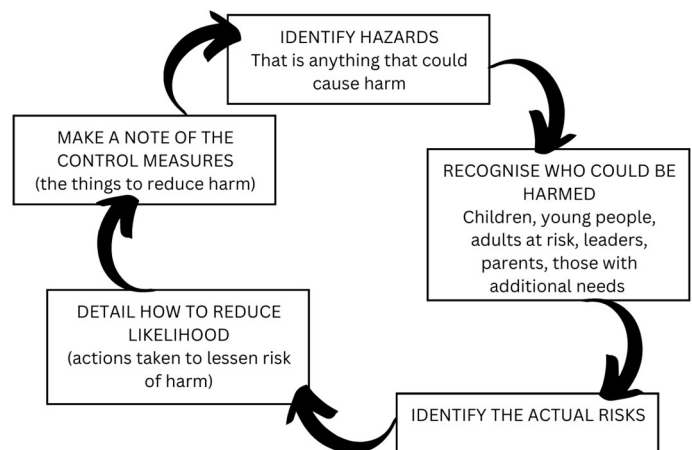 IDENTIFY HAZARDS
That is anything that could
cause harm
RECOGNISE WHO COULD BE
HARMED
Children, young people,
adults at risk, leaders,
parents, those with
additional needs
IDENTIFY THE ACTUAL RISKS
DETAIL HOW TO REDUCE
LIKELIHOOD
(actions taken to lessen risk
of harm)
MAKE A NOTE OF THE
CONTROL MEASURES
(the things to reduce harm)